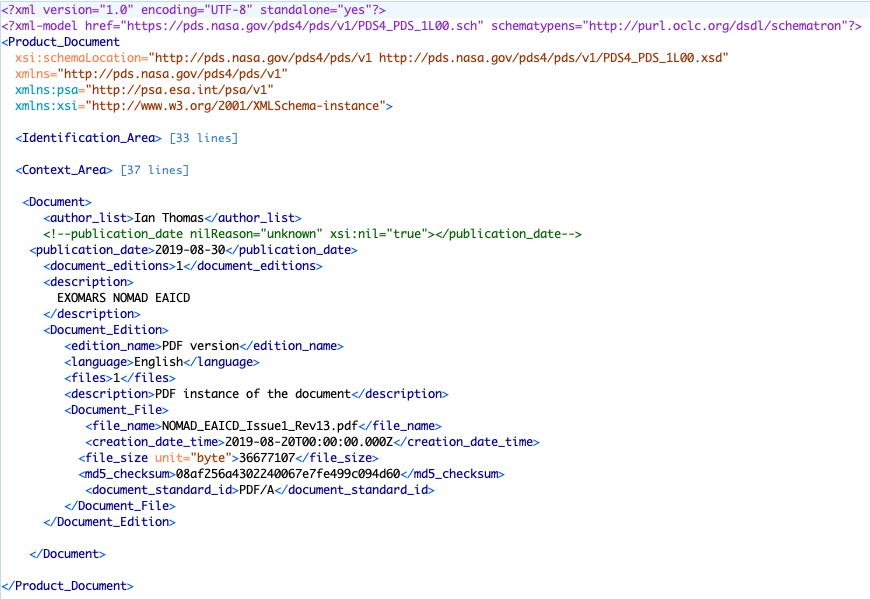 <?xml version="1.0" encoding="UTF-8" standalone="yes"?>
<?xml-model href="https://pds.nasa.gov/pds4/pds/v1/PDS4_PDS_1L00.sch" schematypens="http://purl.oclc.org/dsdl/schematron"?>
<Product_Document
xsi:schemaLocation="http://pds.nasa.gov/pds4/pds/v1 http://pds.nasa.gov/pds4/pds/v1/PDS4_PDS_1L00.xsd"
xmlns="http://pds.nasa.gov/pds4/pds/v1"
xmlns:psa="http://psa.esa.int/psa/v1"
xmlns:xsi="http://www.w3.org/2001/XMLSchema-instance">
<Identification_Area> [33 lines]
<Context_Area> [37 lines]
<Document>
<author_list>Ian Thomas</author_list>
<!--publication_date nilReason="unknown" xsi:nil="true"></publication_date-->
<publication_date>2019-08-30</publication_date>
<document_editions>1</document_editions>
<description>
EXOMARS NOMAD EAICD
</description>
<Document_Edition>
<edition_name>PDF version</edition_name>
<language>English</language>
<files>1</files>
<description>PDF instance of the document</description>
<Document_File>
<file_name>NOMAD_EAICD_Issue1_Rev13.pdf</file_name>
<creation_date_time>2019-08-20T00:00:00.000Z</creation_date_time>
<file_size unit="byte">36677107</file_size>
<md5_checksum>08af256a4302240067e7fe499c094d60</md5_checksum>
<document_standard_id>PDF/A</document_standard_id>
</Document_File>
</Document_Edition>
</Document>
</Product_Document>